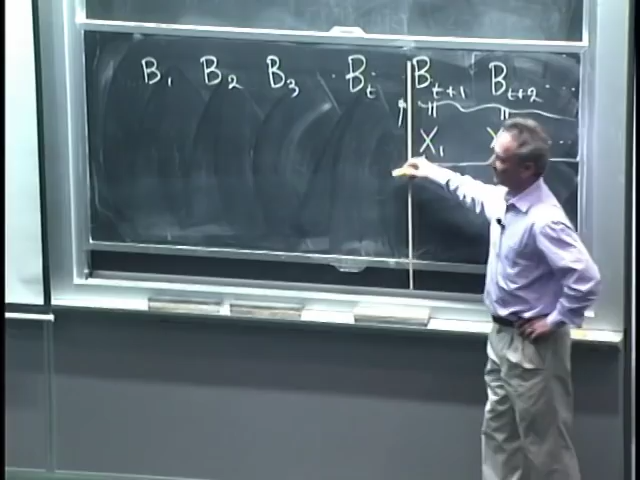 B₁ B₂ B₃ ... B_t B_{t+1} B_{t+2} ...
X₁